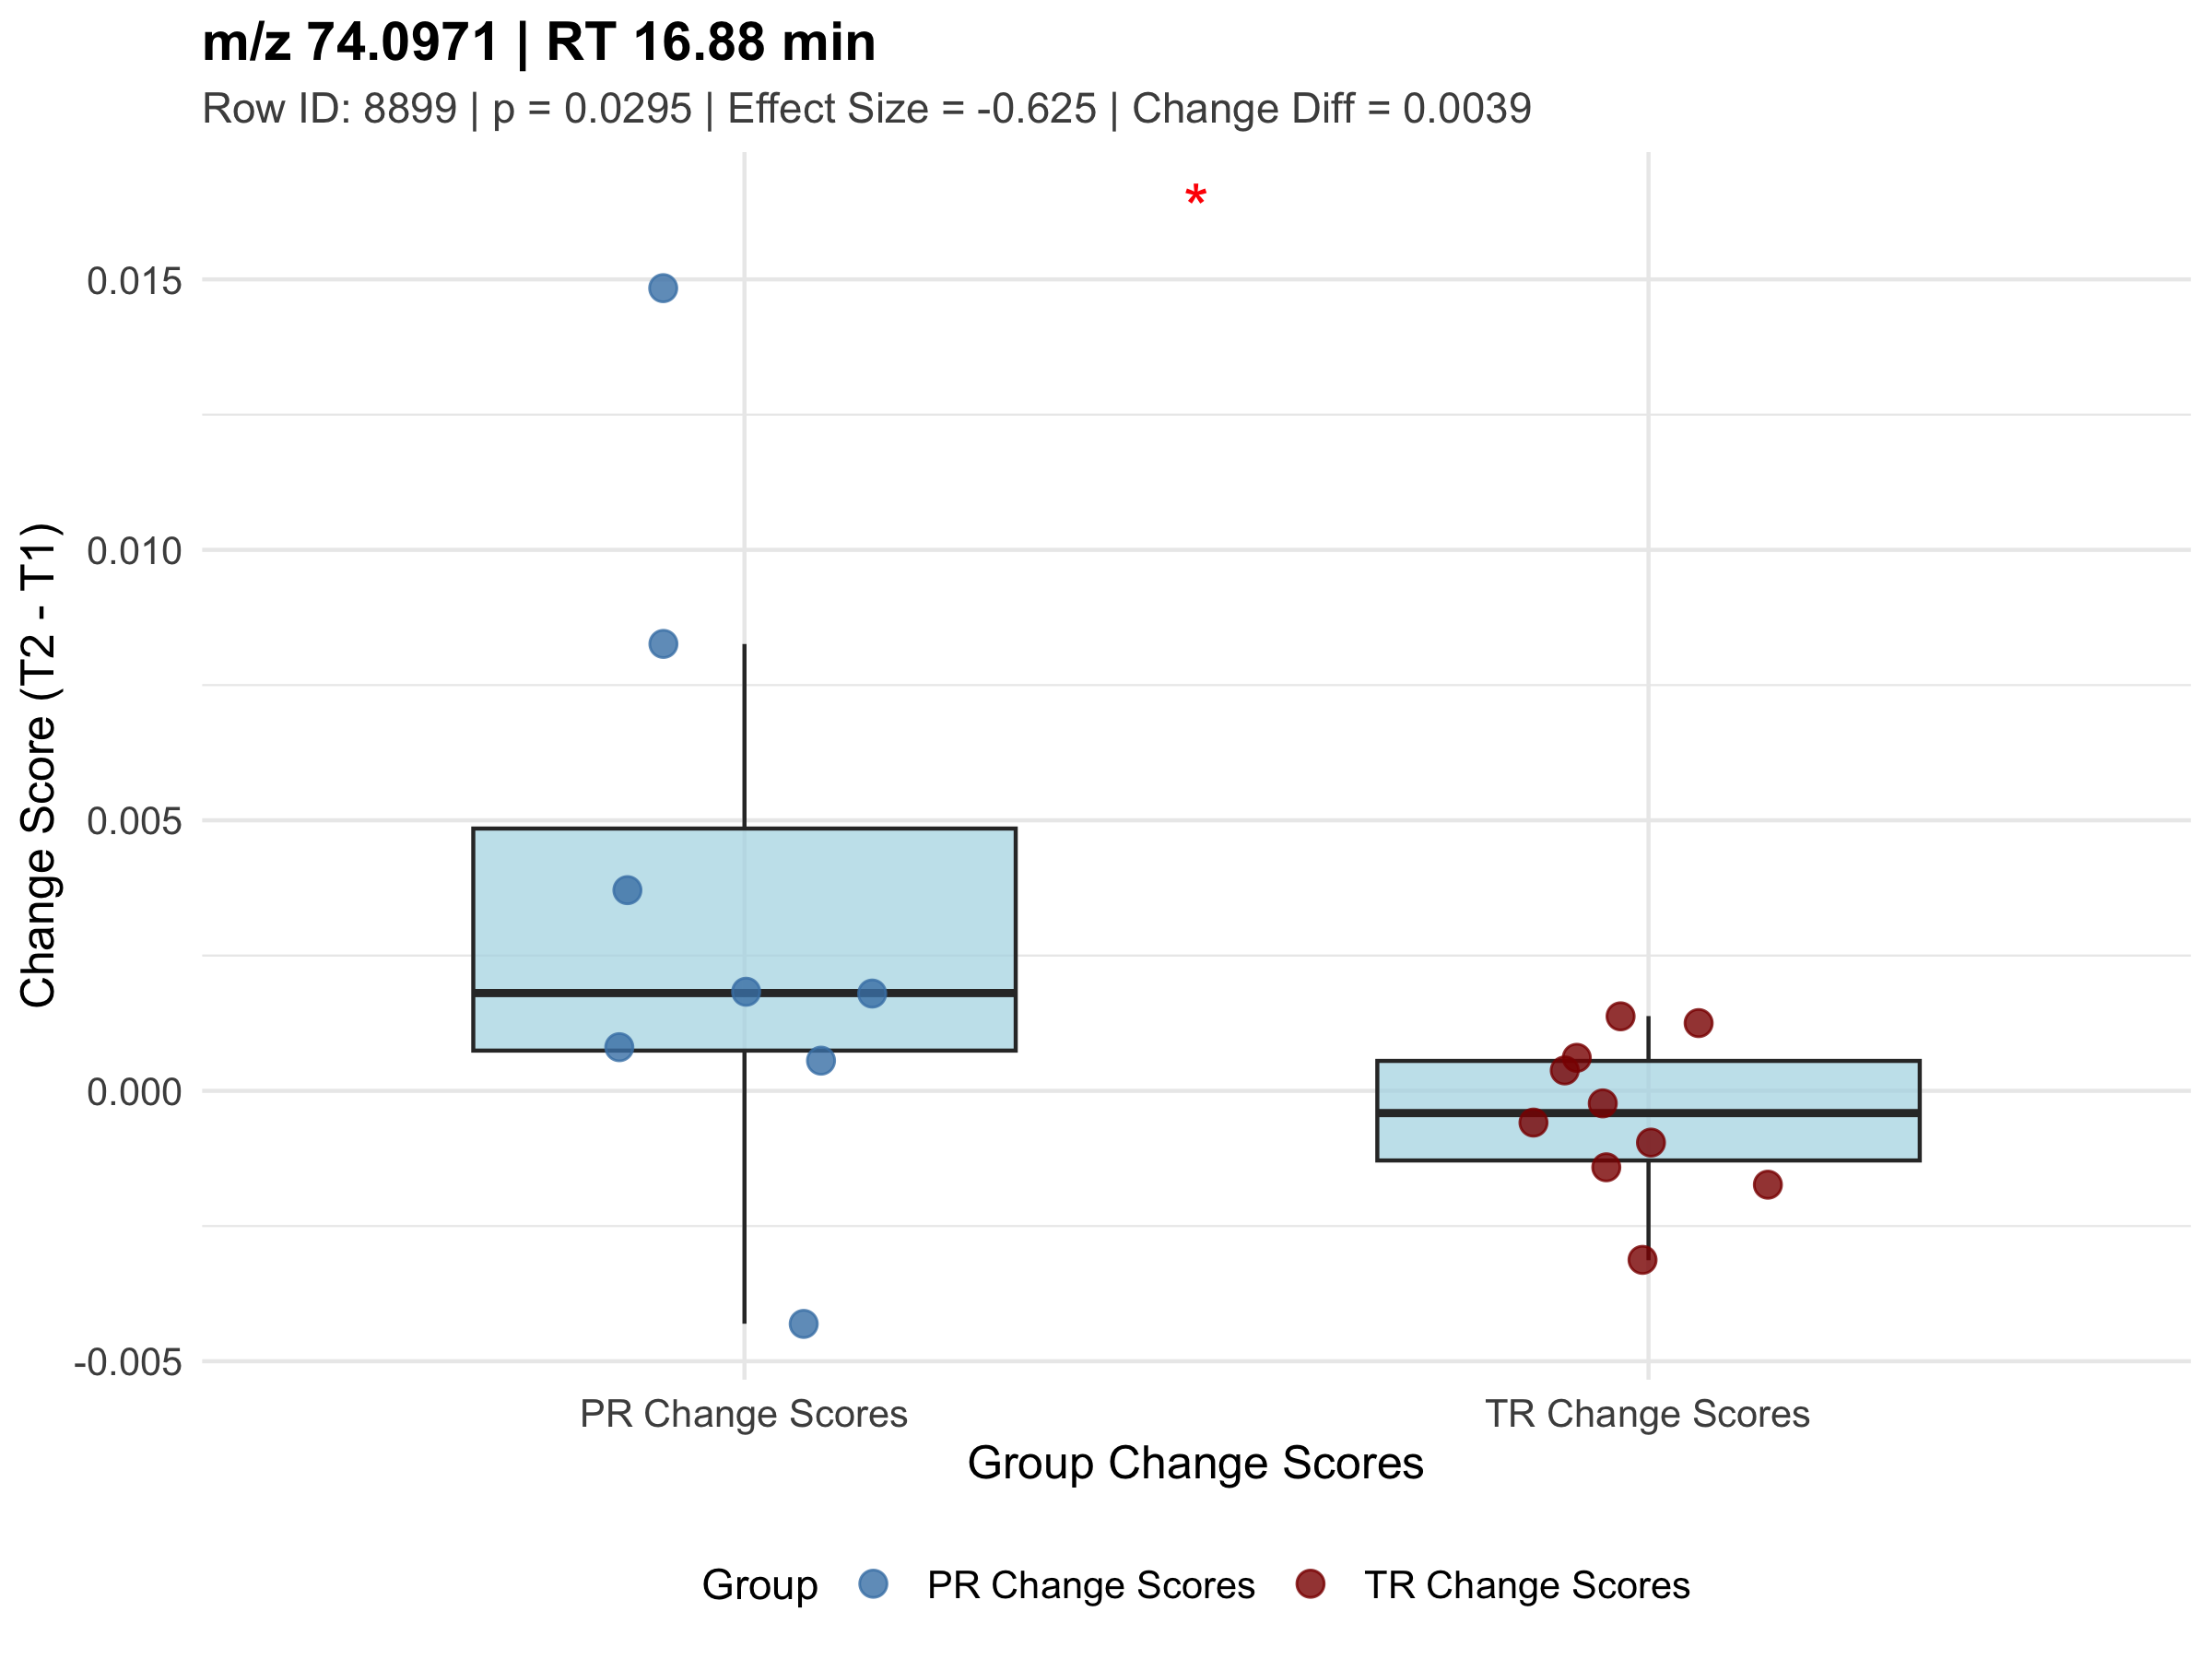 m/z 74.0971 | RT 16.88 min
Row ID: 8899 | p = 0.0295 | Effect Size = -0.625 | Change Diff = 0.0039
*
Change Score (T2 - T1)
0.015
0.010
0.005
0.000
-0.005
PR Change Scores
TR Change Scores
Group Change Scores
Group PR Change Scores TR Change Scores